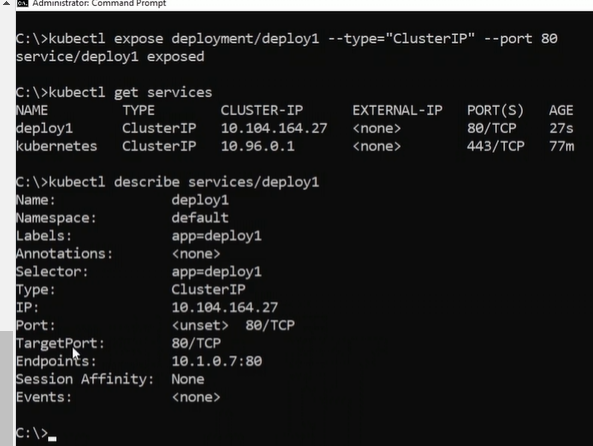 Administrator: Command Prompt
C:\>kubectl expose deployment/deploy1 --type="ClusterIP" --port 80
service/deploy1 exposed
C:\>kubectl get services
NAME TYPE CLUSTER-IP EXTERNAL-IP PORT(S) AGE
deploy1 ClusterIP 10.104.164.27 <none> 80/TCP 27s
kubernetes ClusterIP 10.96.0.1 <none> 443/TCP 77m
C:\>kubectl describe services/deploy1
Name: deploy1
Namespace: default
Labels: app=deploy1
Annotations: <none>
Selector: app=deploy1
Type: ClusterIP
IP: 10.104.164.27
Port: <unset> 80/TCP
TargetPort: 80/TCP
Endpoints: 10.1.0.7:80
Session Affinity: None
Events: <none>
C:\>